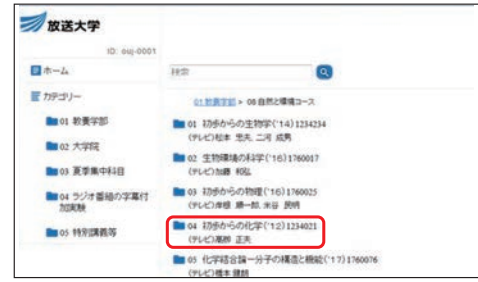 放送大学
ID: ouj-0001
ホーム
検索
カテゴリー
01 教養学部 > 08 自然と環境コース
01 教養学部
02 大学院
03 夏季集中科目
04 ラジオ番組の字幕付
加実験
05 特別講義等
01 初歩からの生物学('14)1234234
(テレビ)松本 忠夫, 二河 成男
02 生物環境の科学('16)1760017
(テレビ)加藤 和弘
03 初歩からの物理('16)1760025
(テレビ)岸根 順一郎, 米谷 民明
04 初歩からの化学('12)1234021
(テレビ)濱嵜 正夫
05 化学結合論−分子の構造と機能('17)1760076
(テレビ)橋本 健朗